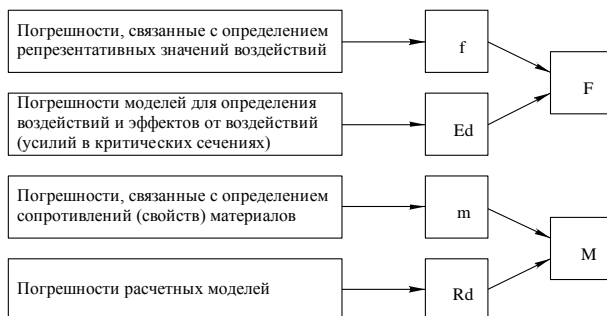 Погрешности, связанные с определением
репрезентативных значений воздействий
f
F
Погрешности моделей для определения
воздействий и эффектов от воздействий
(усилий в критических сечениях)
Ed
Погрешности, связанные с определением
сопротивлений (свойств) материалов
m
M
Погрешности расчетных моделей
Rd